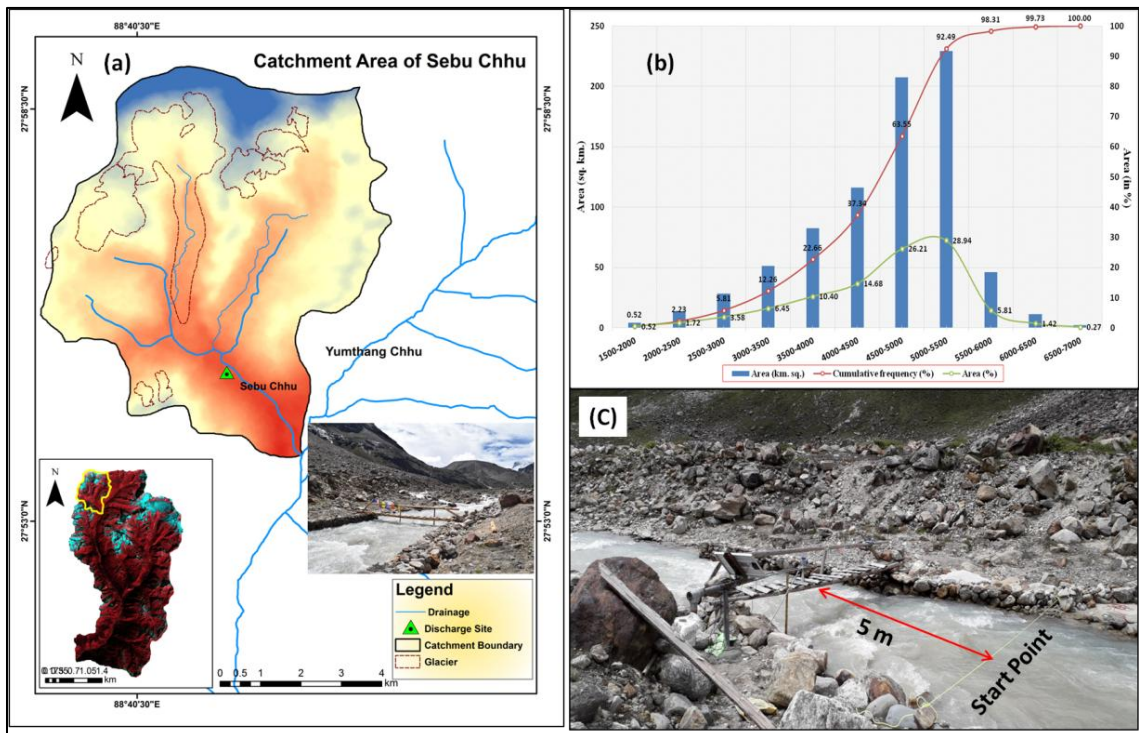 88°40'30"E
(a)
N
Catchment Area of Sebu Chhu
27°58'30"N
27°58'30"N
Yumthang Chhu
Sebu Chhu
27°53'0"N
27°53'0"N
N
km
Legend
Drainage
Discharge Site
Catchment Boundary
Glacier
0 0.5 1 2 3 4
km
88°40'30"E
(b)
Area (sq. km.)
250
200
150
100
50
0
Area (in %)
100
90
80
70
60
50
40
30
20
10
0
0.52 2.23 5.81 12.26 22.66 37.34 63.55 92.49 98.31 99.73 100.00
0.52 1.72 3.58 6.45 10.40 14.68 26.21 28.94 5.81 1.42 0.27
1500-2000 2000-2500 2500-3000 3000-3500 3500-4000 4000-4500 4500-5000 5000-5500 5500-6000 6000-6500 6500-7000
Area (km. sq.) Cumulative frequency (%) Area (%)
(C)
5 m
Start Point